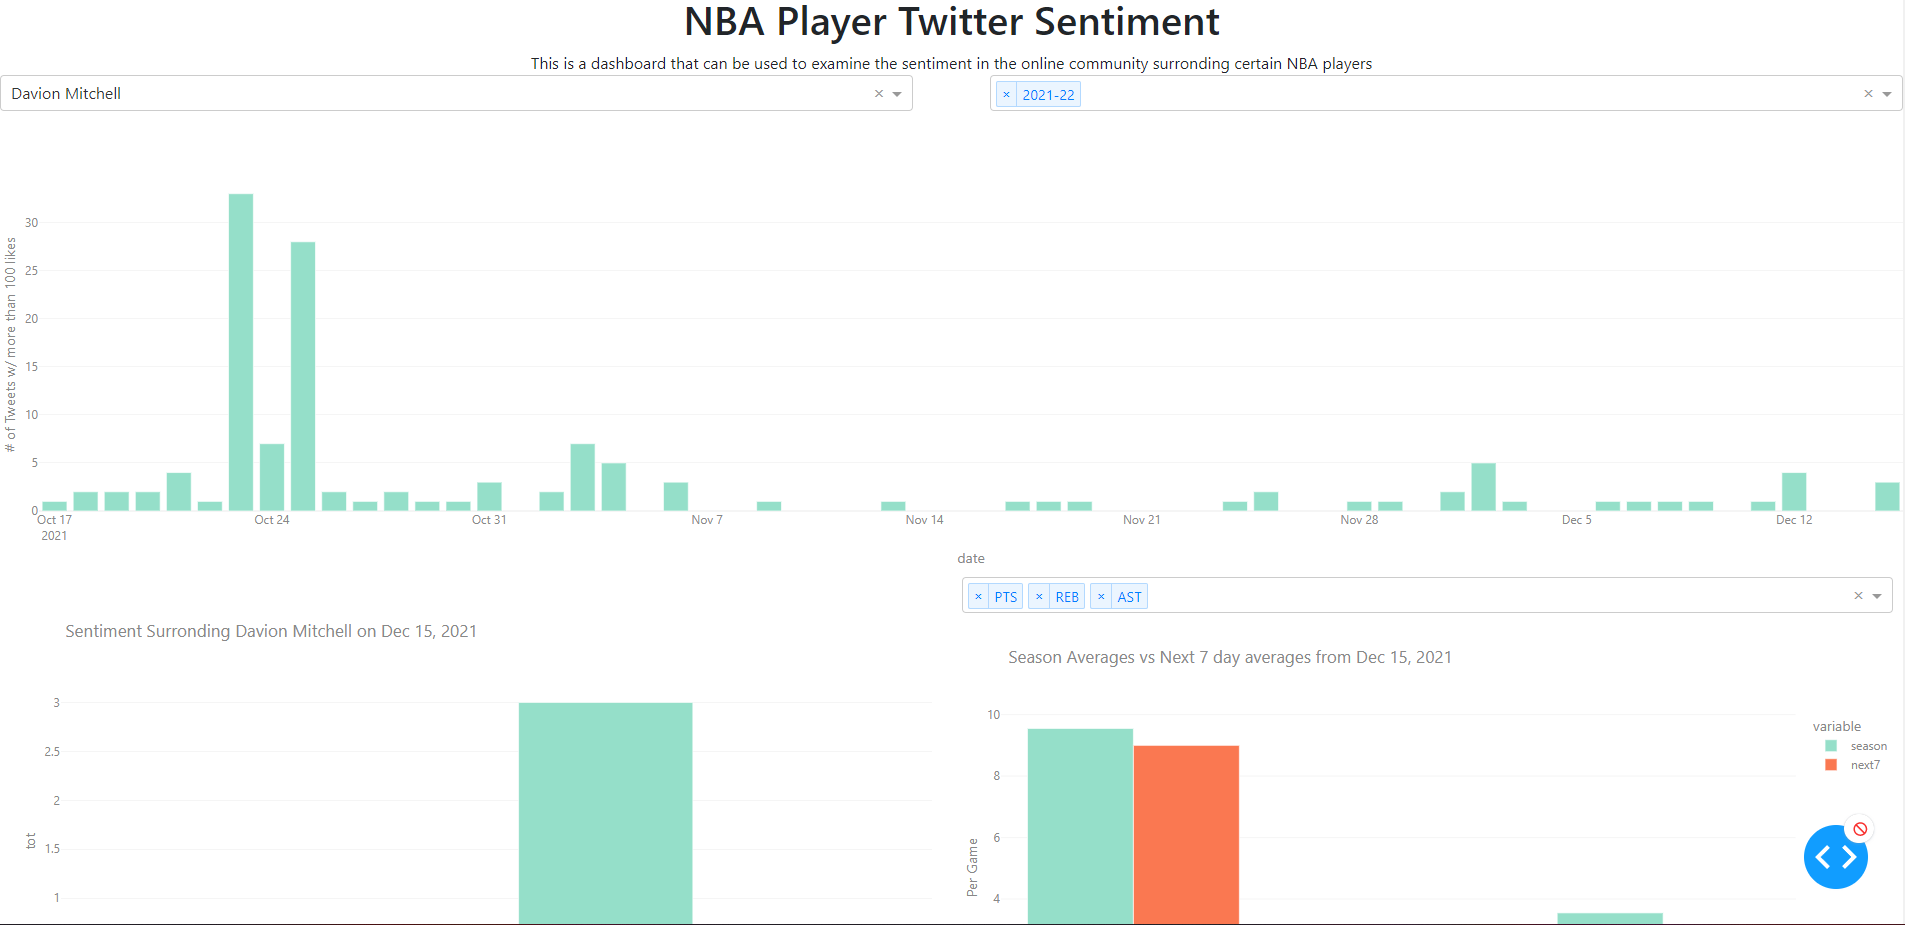 NBA Player Twitter Sentiment
This is a dashboard that can be used to examine the sentiment in the online community surronding certain NBA players
Davion Mitchell
× 2021-22
# of Tweets w/ more than 100 likes
30
25
20
15
10
5
0
Oct 17
2021
Oct 24
Oct 31
Nov 7
Nov 14
Nov 21
Nov 28
Dec 5
Dec 12
date
× PTS × REB × AST
Sentiment Surronding Davion Mitchell on Dec 15, 2021
tot
3
2.5
2
1.5
1
Season Averages vs Next 7 day averages from Dec 15, 2021
Per Game
10
8
6
4
variable
season
next7